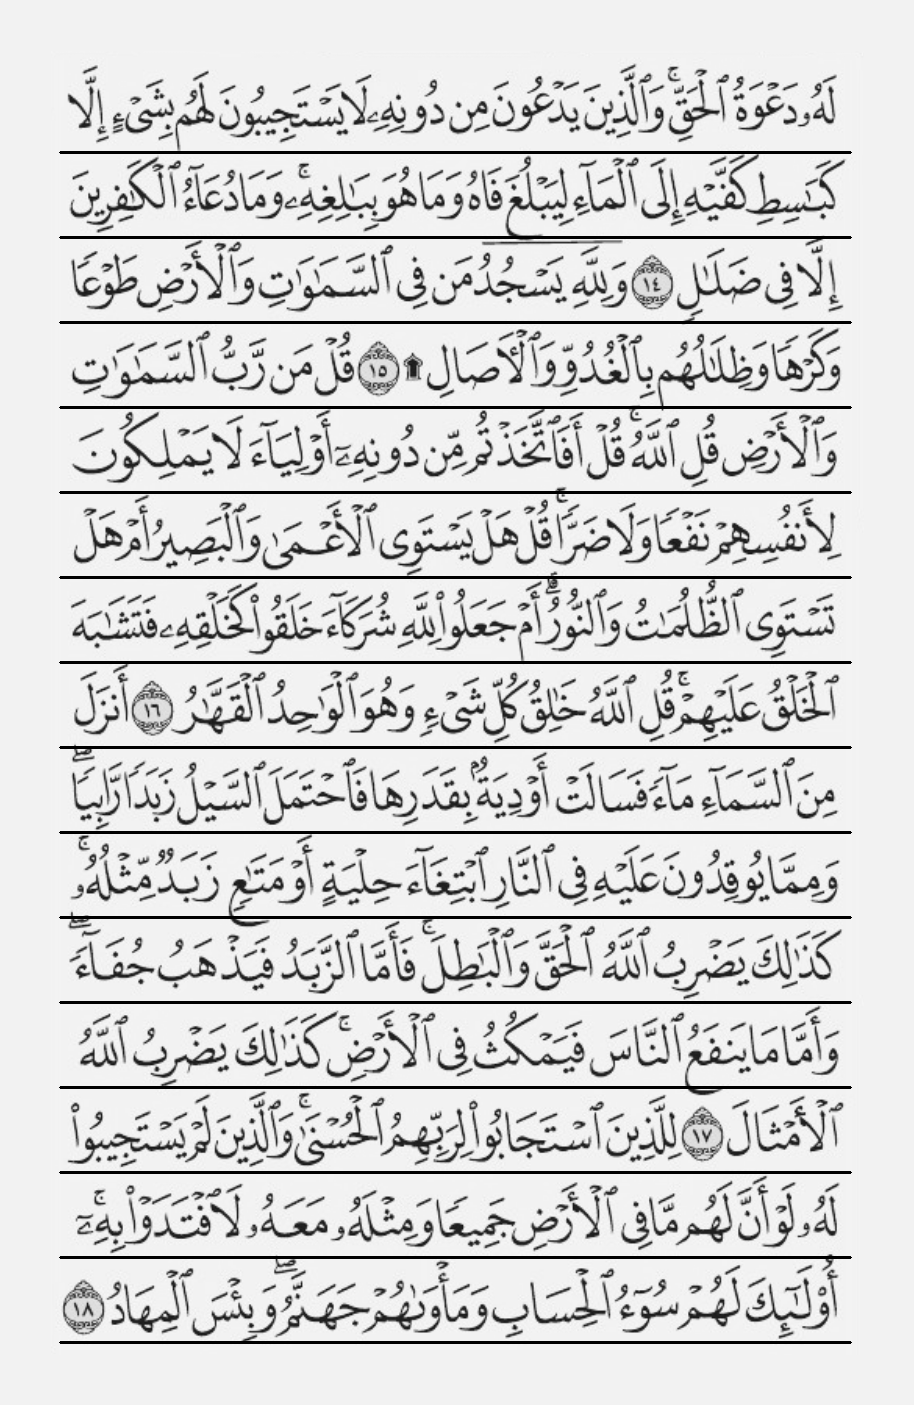 لَهُۥ دَعْوَةُ ٱلْحَقِّ ۖ وَٱلَّذِينَ يَدْعُونَ مِن دُونِهِۦ لَا يَسْتَجِيبُونَ لَهُم بِشَىْءٍ إِلَّا
كَبَـٰسِطِ كَفَّيْهِ إِلَى ٱلْمَآءِ لِيَبْلُغَ فَاهُ وَمَا هُوَ بِبَـٰلِغِهِۦ ۚ وَمَا دُعَآءُ ٱلْكَـٰفِرِينَ
إِلَّا فِى ضَلَـٰلٍ ١٤ وَلِلَّهِ يَسْجُدُ مَن فِى ٱلسَّمَـٰوَٰتِ وَٱلْأَرْضِ طَوْعًا
وَكَرْهًا وَظِلَـٰلُهُم بِٱلْغُدُوِّ وَٱلْـَٔاصَالِ ۩ ١٥ قُلْ مَن رَّبُّ ٱلسَّمَـٰوَٰتِ
وَٱلْأَرْضِ قُلِ ٱللَّهُ ۚ قُلْ أَفَٱتَّخَذْتُم مِّن دُونِهِۦٓ أَوْلِيَآءَ لَا يَمْلِكُونَ
لِأَنفُسِهِمْ نَفْعًا وَلَا ضَرًّا ۚ قُلْ هَلْ يَسْتَوِى ٱلْأَعْمَىٰ وَٱلْبَصِيرُ أَمْ هَلْ
تَسْتَوِى ٱلظُّلُمَـٰتُ وَٱلنُّورُ ۗ أَمْ جَعَلُوا۟ لِلَّهِ شُرَكَآءَ خَلَقُوا۟ كَخَلْقِهِۦ فَتَشَـٰبَهَ
ٱلْخَلْقُ عَلَيْهِمْ ۚ قُلِ ٱللَّهُ خَـٰلِقُ كُلِّ شَىْءٍ وَهُوَ ٱلْوَٰحِدُ ٱلْقَهَّـٰرُ ١٦ أَنزَلَ
مِنَ ٱلسَّمَآءِ مَآءً فَسَالَتْ أَوْدِيَةٌۢ بِقَدَرِهَا فَٱحْتَمَلَ ٱلسَّيْلُ زَبَدًا رَّابِيًا ۖ
وَمِمَّا يُوقِدُونَ عَلَيْهِ فِى ٱلنَّارِ ٱبْتِغَآءَ حِلْيَةٍ أَوْ مَتَـٰعٍ زَبَدٌ مِّثْلُهُۥ ۚ
كَذَٰلِكَ يَضْرِبُ ٱللَّهُ ٱلْحَقَّ وَٱلْبَـٰطِلَ ۚ فَأَمَّا ٱلزَّبَدُ فَيَذْهَبُ جُفَآءً ۖ
وَأَمَّا مَا يَنفَعُ ٱلنَّاسَ فَيَمْكُثُ فِى ٱلْأَرْضِ ۚ كَذَٰلِكَ يَضْرِبُ ٱللَّهُ
ٱلْأَمْثَالَ ١٧ لِلَّذِينَ ٱسْتَجَابُوا۟ لِرَبِّهِمُ ٱلْحُسْنَىٰ ۚ وَٱلَّذِينَ لَمْ يَسْتَجِيبُوا۟
لَهُۥ لَوْ أَنَّ لَهُم مَّا فِى ٱلْأَرْضِ جَمِيعًا وَمِثْلَهُۥ مَعَهُۥ لَٱفْتَدَوْا۟ بِهِۦٓ ۚ
أُو۟لَـٰٓئِكَ لَهُمْ سُوٓءُ ٱلْحِسَابِ وَمَأْوَىٰهُمْ جَهَنَّمُ ۖ وَبِئْسَ ٱلْمِهَادُ ١٨